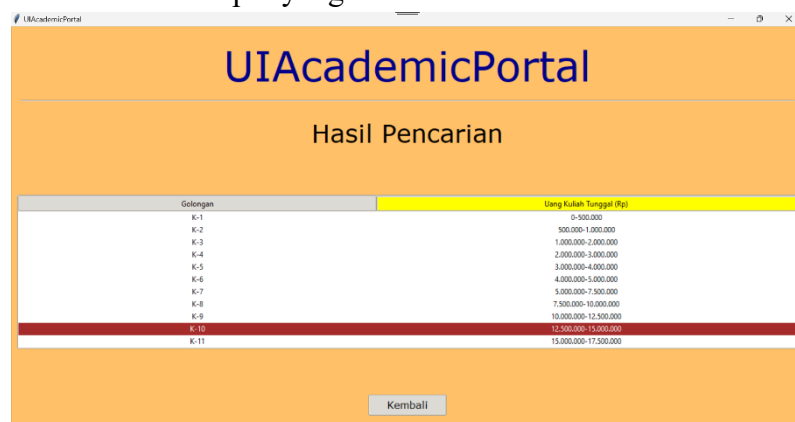 UIAcademicPortal
UIAcademicPortal
Hasil Pencarian
Golongan Uang Kuliah Tunggal (Rp)
K-1 0-500.000
K-2 500.000-1.000.000
K-3 1.000.000-2.000.000
K-4 2.000.000-3.000.000
K-5 3.000.000-4.000.000
K-6 4.000.000-5.000.000
K-7 5.000.000-7.500.000
K-8 7.500.000-10.000.000
K-9 10.000.000-12.500.000
K-10 12.500.000-15.000.000
K-11 15.000.000-17.500.000
Kembali